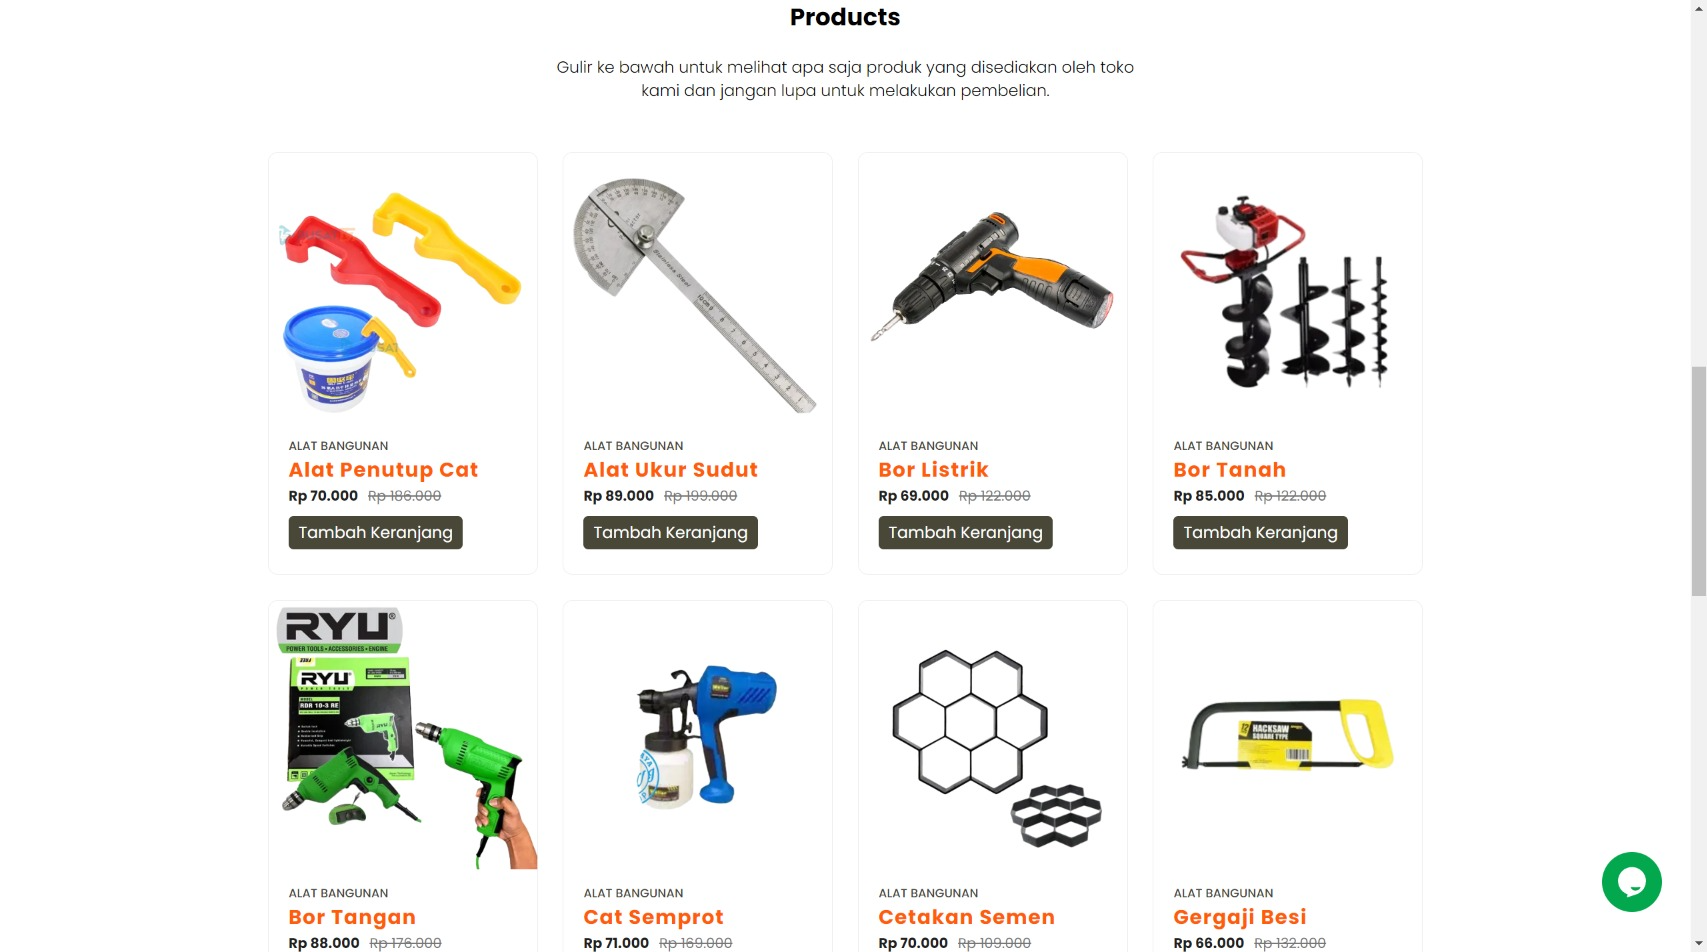 Products
Gulir ke bawah untuk melihat apa saja produk yang disediakan oleh toko
kami dan jangan lupa untuk melakukan pembelian.
ALAT BANGUNAN
Alat Penutup Cat
Rp 70.000 Rp 186.000
Tambah Keranjang
ALAT BANGUNAN
Alat Ukur Sudut
Rp 89.000 Rp 199.000
Tambah Keranjang
ALAT BANGUNAN
Bor Listrik
Rp 69.000 Rp 122.000
Tambah Keranjang
ALAT BANGUNAN
Bor Tanah
Rp 85.000 Rp 122.000
Tambah Keranjang
RYU®
POWER TOOLS • ACCESSORIES • ENGINE
RYU
POWER TOOLS
RDR 10-3 RE
RYU
ALAT BANGUNAN
Bor Tangan
Rp 88.000 Rp 176.000
ALAT BANGUNAN
Cat Semprot
Rp 71.000 Rp 169.000
ALAT BANGUNAN
Cetakan Semen
Rp 70.000 Rp 109.000
HACKSAW
SQUARE TYPE
ALAT BANGUNAN
Gergaji Besi
Rp 66.000 Rp 132.000